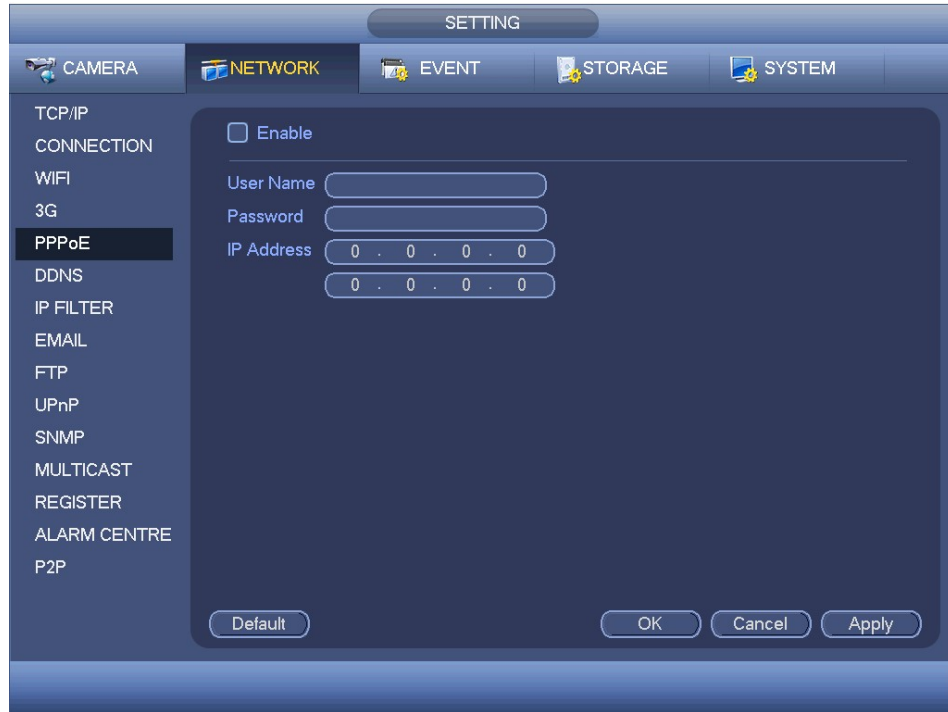 SETTING
CAMERA NETWORK EVENT STORAGE SYSTEM
TCP/IP
CONNECTION
WIFI
3G
PPPoE
DDNS
IP FILTER
EMAIL
FTP
UPnP
SNMP
MULTICAST
REGISTER
ALARM CENTRE
P2P
Enable
User Name
Password
IP Address 0 . 0 . 0 . 0
0 . 0 . 0 . 0
Default OK Cancel Apply